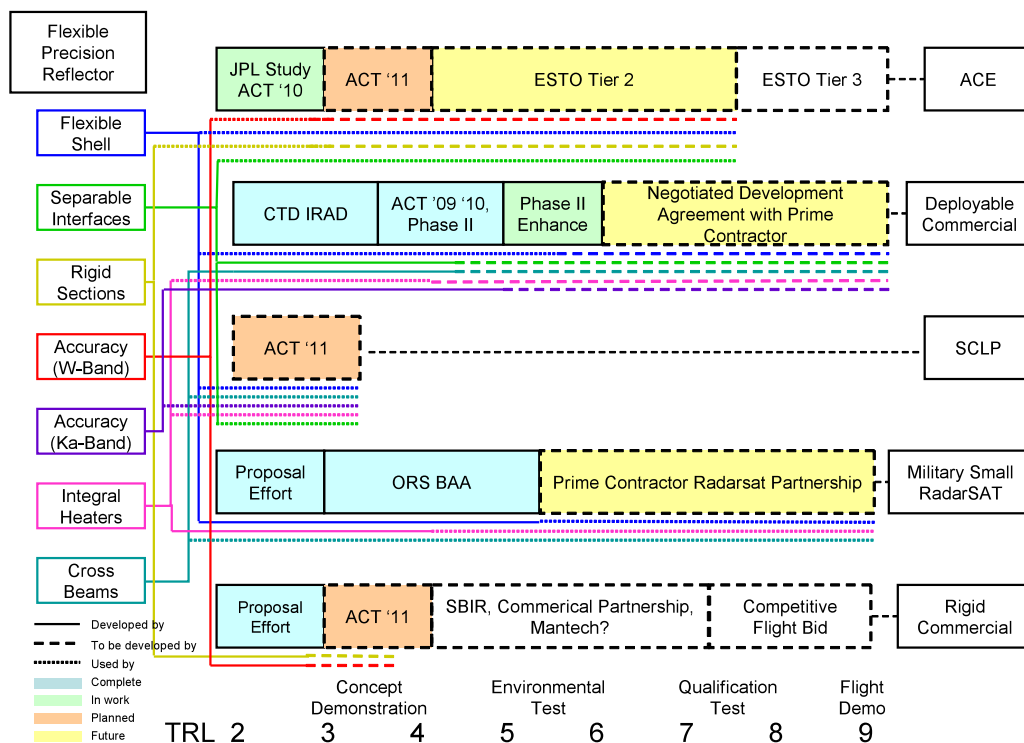 Flexible
Precision
Reflector
JPL Study
ACT ‘10
ACT ‘11
ESTO Tier 2
ESTO Tier 3
ACE
Flexible
Shell
Separable
Interfaces
CTD IRAD
ACT ’09 ‘10,
Phase II
Phase II
Enhance
Negotiated Development
Agreement with Prime
Contractor
Deployable
Commercial
Rigid
Sections
Accuracy
(W-Band)
ACT ‘11
SCLP
Accuracy
(Ka-Band)
Integral
Heaters
Proposal
Effort
ORS BAA
Prime Contractor Radarsat Partnership
Military Small
RadarSAT
Cross
Beams
Proposal
Effort
ACT ‘11
SBIR, Commerical Partnership,
Mantech?
Competitive
Flight Bid
Rigid
Commercial
Developed by
To be developed by
Used by
Complete
In work
Planned
Future
Concept
Demonstration
Environmental
Test
Qualification
Test
Flight
Demo
TRL 2 3 4 5 6 7 8 9